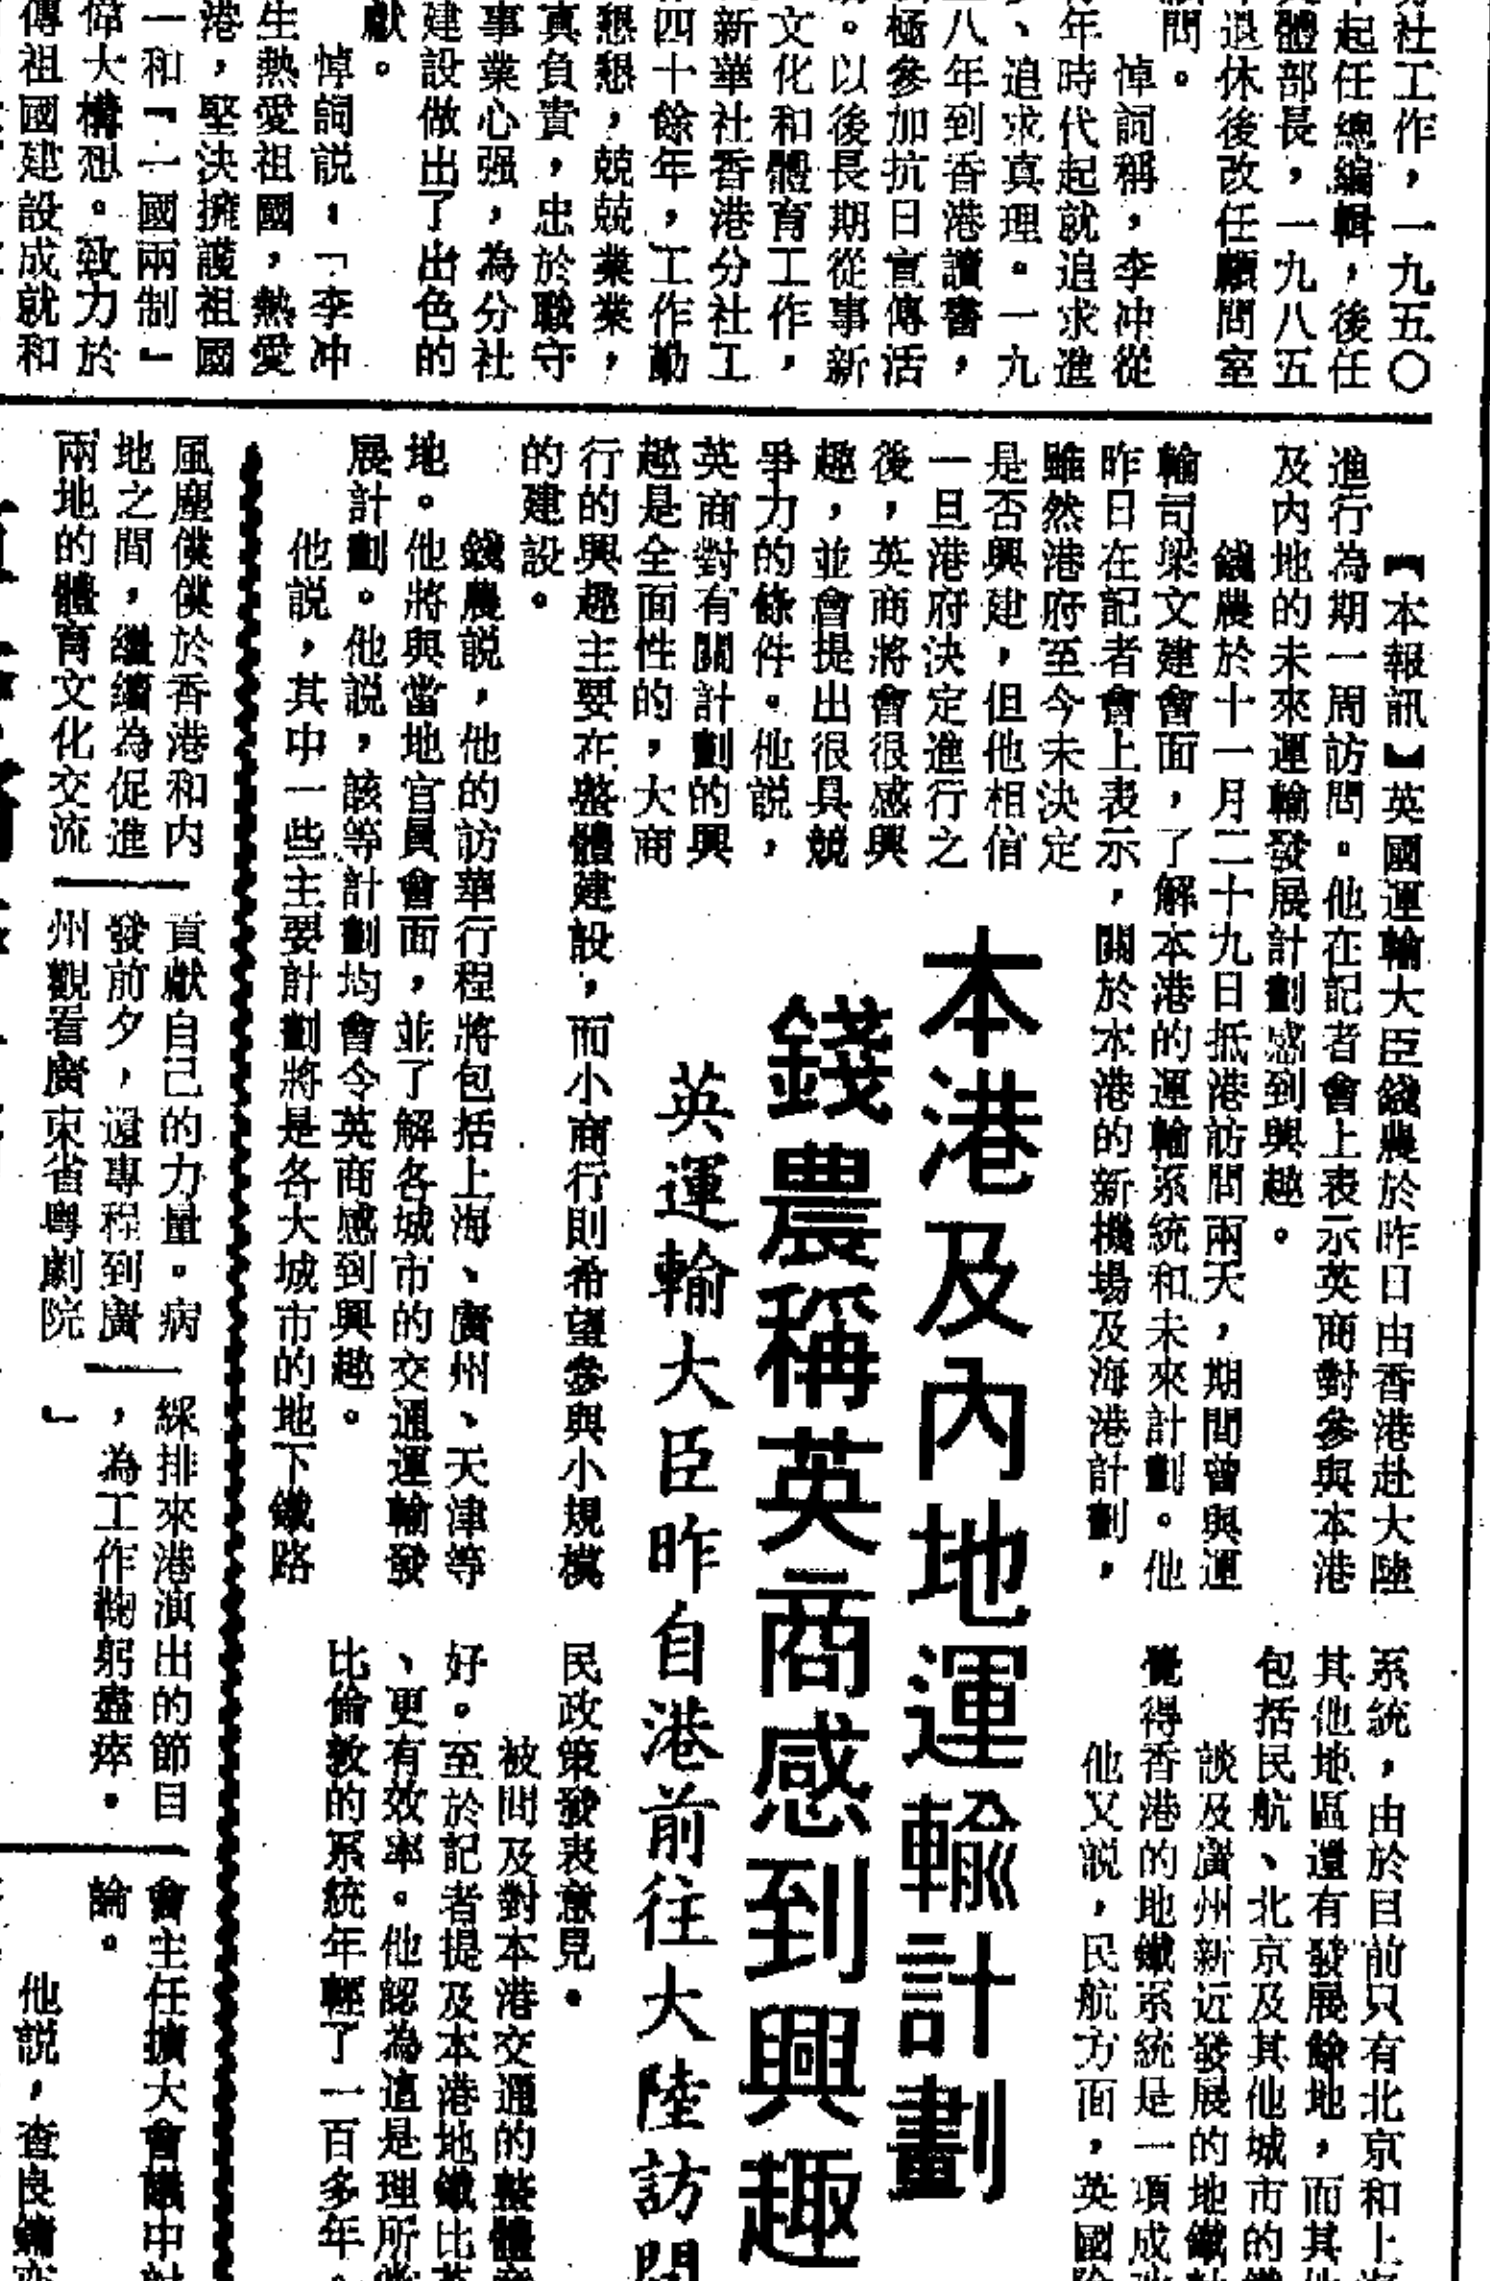 社工作，一九五〇
起任總編輯，後任
體部長，一九八五
退休後改任顧問室
顧問。
悼詞稱，李冲從
年時代起就追求進
、追求真理。一九
八年到香港讀書，
極參加抗日宣傳活
。以後長期從事新
文化和體育工作，
新華社香港分社工
四十餘年，工作勤
懇懇，兢兢業業，
真負責，忠於職守
事業心强，為分社
建設做出了出色的
獻。
悼詞説，「李冲
生熱愛祖國，熱愛
港，堅決擁護祖國
一和『一國兩制』
偉大構想。致力於
傳祖國建設成就和
本港及內地運輸計劃
錢農稱英商感到興趣
英運輸大臣昨自港前往大陸訪問
【本報訊】英國運輸大臣錢農於昨日由香港赴大陸
進行為期一周訪問。他在記者會上表示英商對參與本港
及內地的未來運輸發展計劃感到興趣。
錢農於十一月二十九日抵港訪問兩天，期間曾與運
輸司梁文建會面，了解本港的運輸系統和未來計劃。他
昨日在記者會上表示，關於本港的新機場及海港計劃，
雖然港府至今未決定
是否興建，但他相信
一旦港府決定進行之
後，英商將會很感興
趣，並會提出很具競
爭力的條件。他説，
英商對有關計劃的興
趣是全面性的，大商
行的興趣主要在整體建設，而小商行則希望參與小規模
的建設。
錢農説，他的訪華行程將包括上海、廣州、天津等
地。他將與當地官員會面，並了解各城市的交通運輸發
展計劃。他説，該等計劃均會令英商感到興趣。
他説，其中一些主要計劃將是各大城市的地下鐵路
系統，由於目前只有北京和上海
其他地區還有發展餘地，而其他
包括民航、北京及其他城市的
談及廣州新近發展的地鐵
覺得香港的地鐵系統是一項成
他又説，民航方面，英國
民政策發表意見。
被問及對本港交通的整體
好。至於記者提及本港地鐵比英
、更有效率。他認為這是理所
比倫敦的系統年輕了一百多年。
風塵僕僕於香港和內
地之間，繼續為促進
兩地的體育文化交流
貢獻自己的力量。病
發前夕，還專程到廣
州觀看廣東省粵劇院
綵排來港演出的節目
，為工作鞠躬盡瘁。
」
會主任擴大會議中討
論。
他説，查良鏞